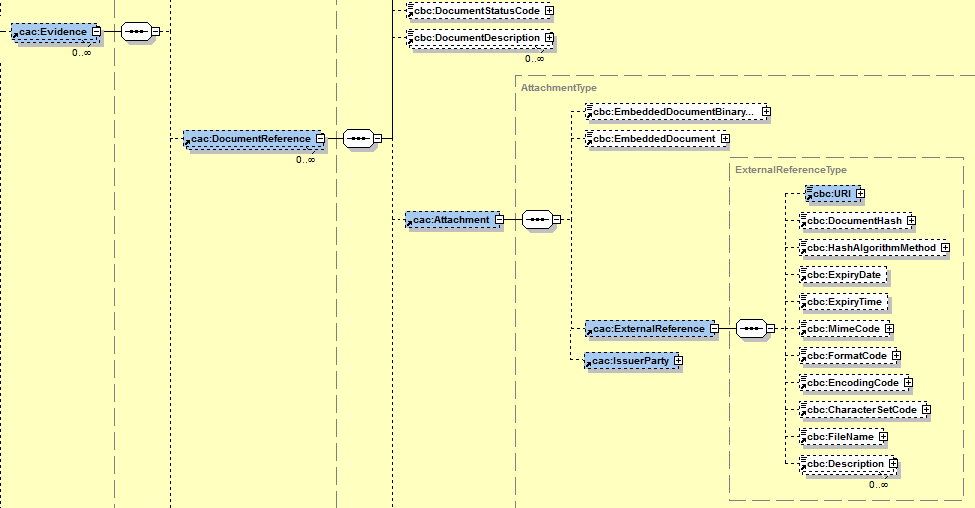 cbc:DocumentStatusCode
cac:Evidence
0..∞
cbc:DocumentDescription
0..∞
AttachmentType
cbc:EmbeddedDocumentBinary...
cac:DocumentReference
0..∞
cbc:EmbeddedDocument
ExternalReferenceType
cbc:URI
cac:Attachment
cbc:DocumentHash
cbc:HashAlgorithmMethod
cbc:ExpiryDate
cbc:ExpiryTime
cac:ExternalReference
cbc:MimeCode
cac:IssuerParty
cbc:FormatCode
cbc:EncodingCode
cbc:CharacterSetCode
cbc:FileName
cbc:Description
0..∞